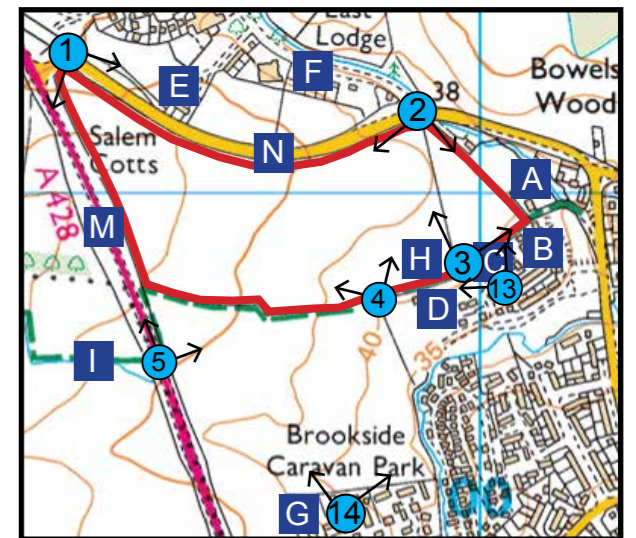 East
Lodge
1
E
F
Bowels
Wood
2
38
Salem
Cotts
N
A
A 428
M
H
C
B
3
13
4
D
40
35
I
5
Brookside
Caravan Park
G
14